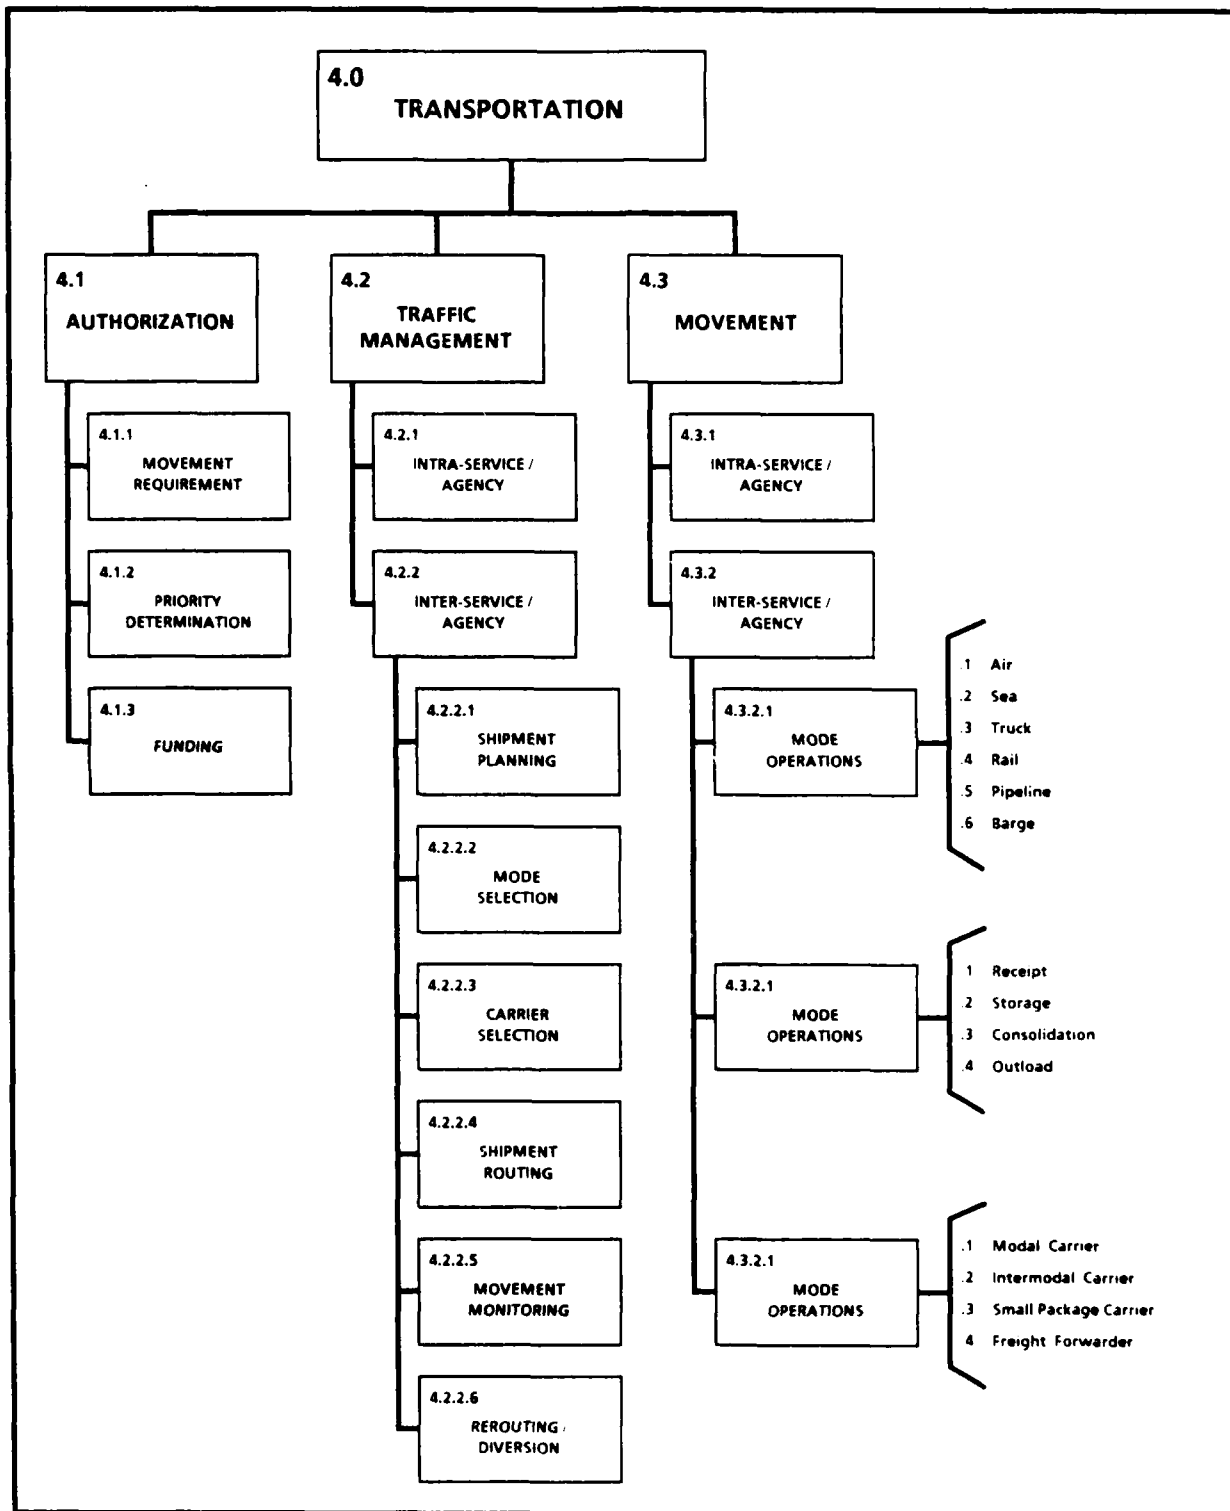 4.0
TRANSPORTATION
4.1
AUTHORIZATION
4.1.1
MOVEMENT
REQUIREMENT
4.1.2
PRIORITY
DETERMINATION
4.1.3
FUNDING
4.2
TRAFFIC
MANAGEMENT
4.2.1
INTRA-SERVICE /
AGENCY
4.2.2
INTER-SERVICE /
AGENCY
4.2.2.1
SHIPMENT
PLANNING
4.2.2.2
MODE
SELECTION
4.2.2.3
CARRIER
SELECTION
4.2.2.4
SHIPMENT
ROUTING
4.2.2.5
MOVEMENT
MONITORING
4.2.2.6
REROUTING /
DIVERSION
4.3
MOVEMENT
4.3.1
INTRA-SERVICE /
AGENCY
4.3.2
INTER-SERVICE /
AGENCY
4.3.2.1
MODE
OPERATIONS
.1 Air
.2 Sea
.3 Truck
.4 Rail
.5 Pipeline
.6 Barge
4.3.2.1
MODE
OPERATIONS
1 Receipt
.2 Storage
.3 Consolidation
.4 Outload
4.3.2.1
MODE
OPERATIONS
.1 Modal Carrier
.2 Intermodal Carrier
.3 Small Package Carrier
4 Freight Forwarder